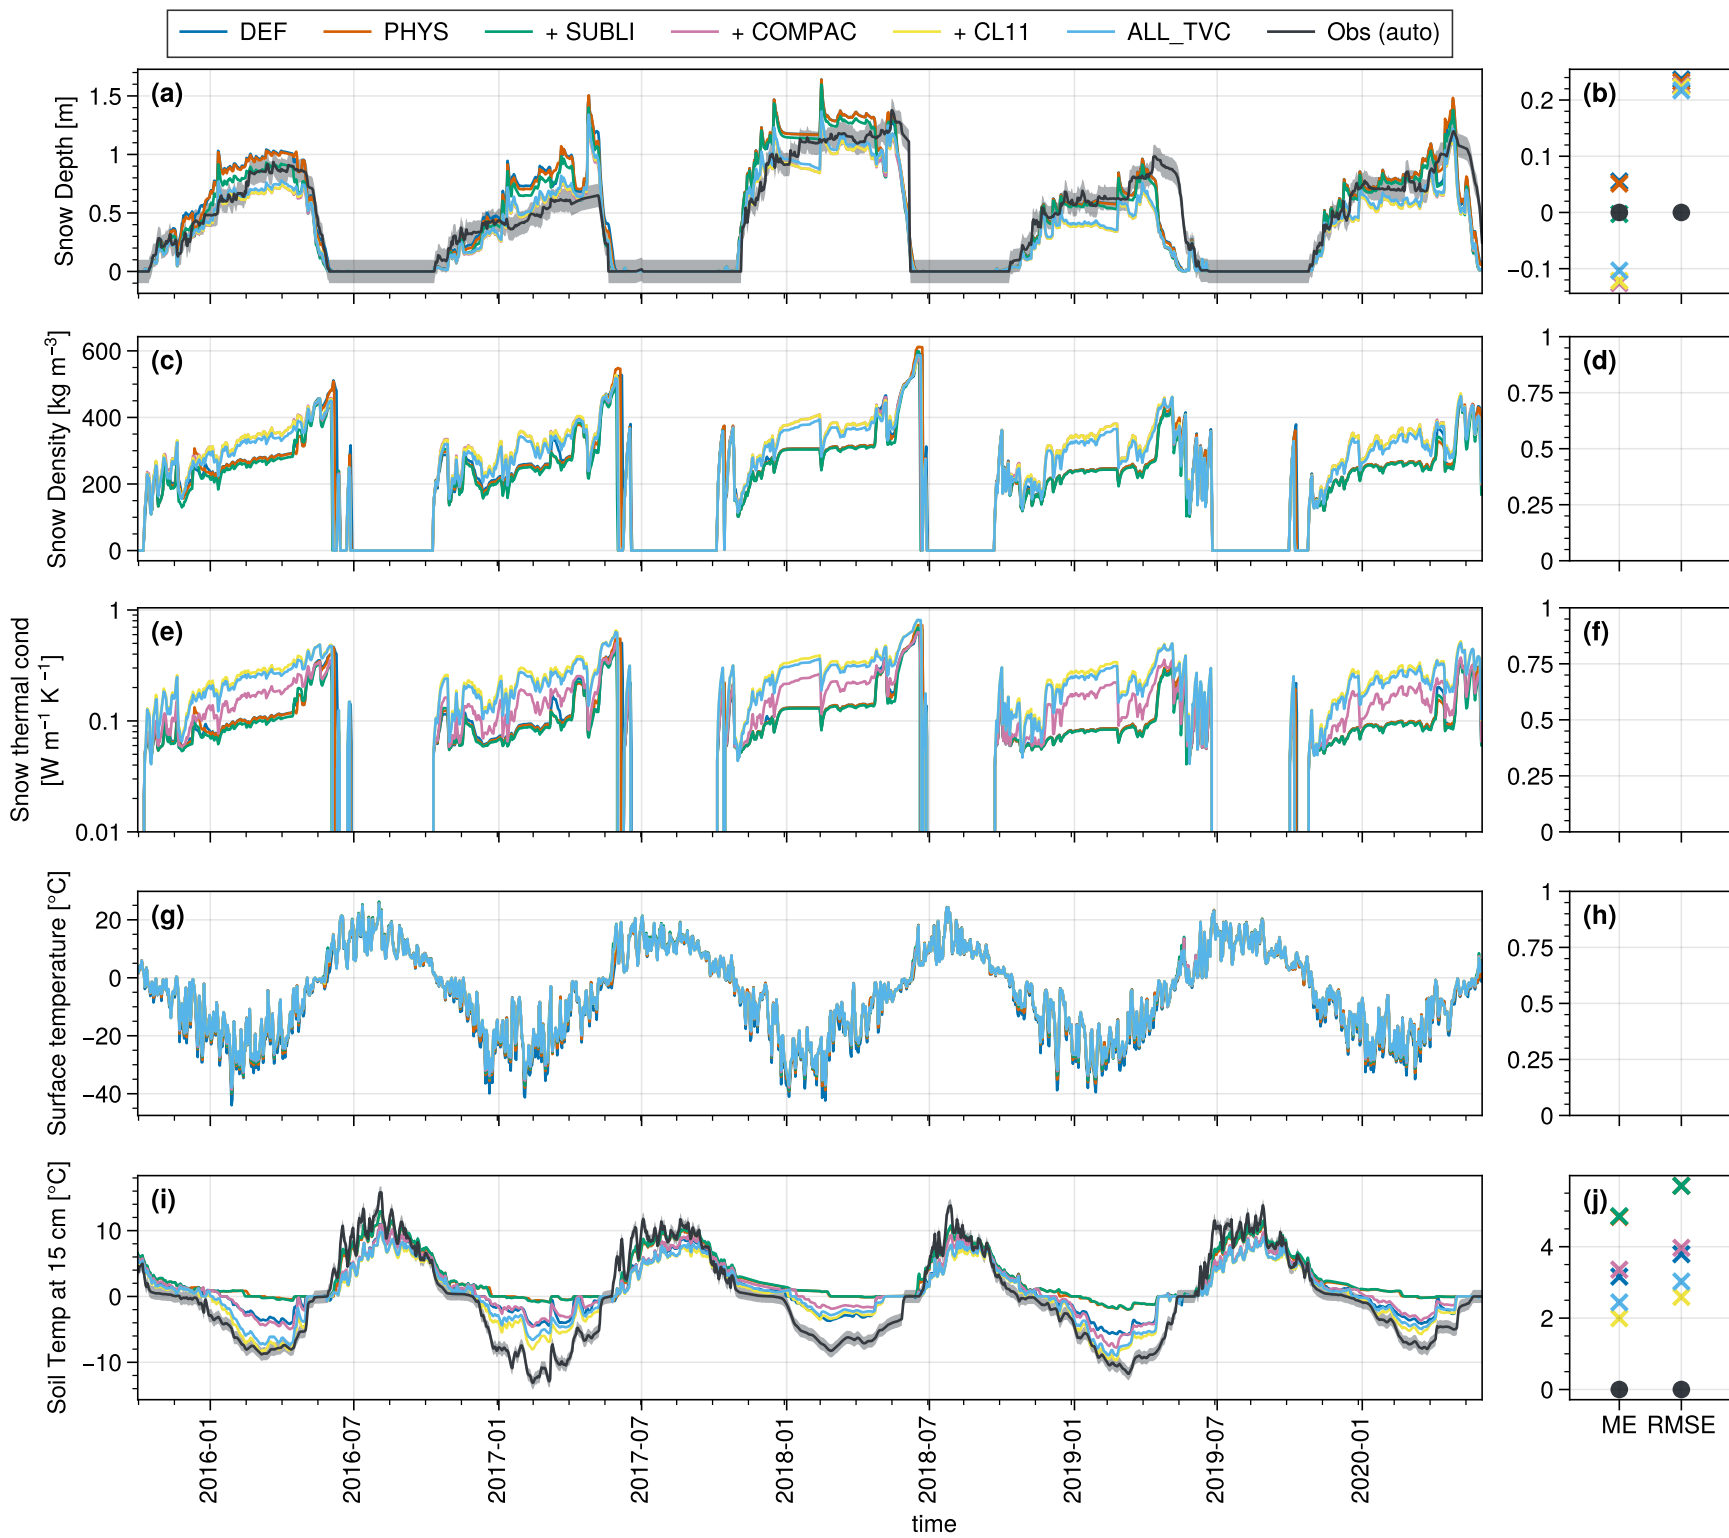 DEF PHYS + SUBLI + COMPAC + CL11 ALL_TVC Obs (auto)
(a) (b)
Snow Depth [m]
1.5
1
0.5
0
0.2
0.1
0
−0.1
(c) (d)
Snow Density [kg m⁻³]
600
400
200
0
1
0.75
0.5
0.25
0
(e) (f)
Snow thermal cond
[W m⁻¹ K⁻¹]
1
0.1
0.01
1
0.75
0.5
0.25
0
(g) (h)
Surface temperature [°C]
20
0
−20
−40
1
0.75
0.5
0.25
0
(i) (j)
Soil Temp at 15 cm [°C]
10
0
−10
4
2
0
2016-01 2016-07 2017-01 2017-07 2018-01 2018-07 2019-01 2019-07 2020-01
ME RMSE
time